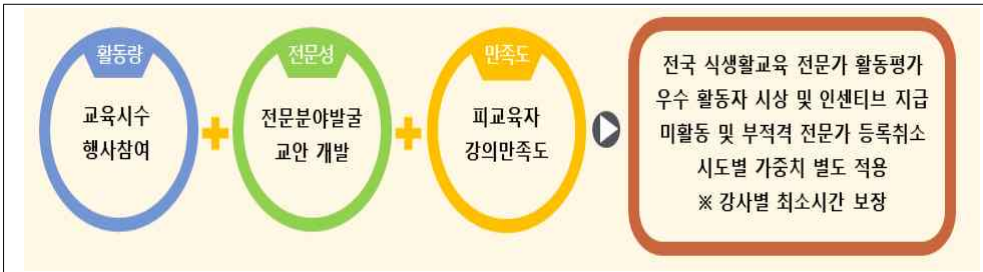 활동량
교육시수
행사참여
전문성
전문분야발굴
교안 개발
만족도
피교육자
강의만족도
전국 식생활교육 전문가 활동평가
우수 활동자 시상 및 인센티브 지급
미활동 및 부적격 전문가 등록취소
시도별 가중치 별도 적용
※ 강사별 최소시간 보장